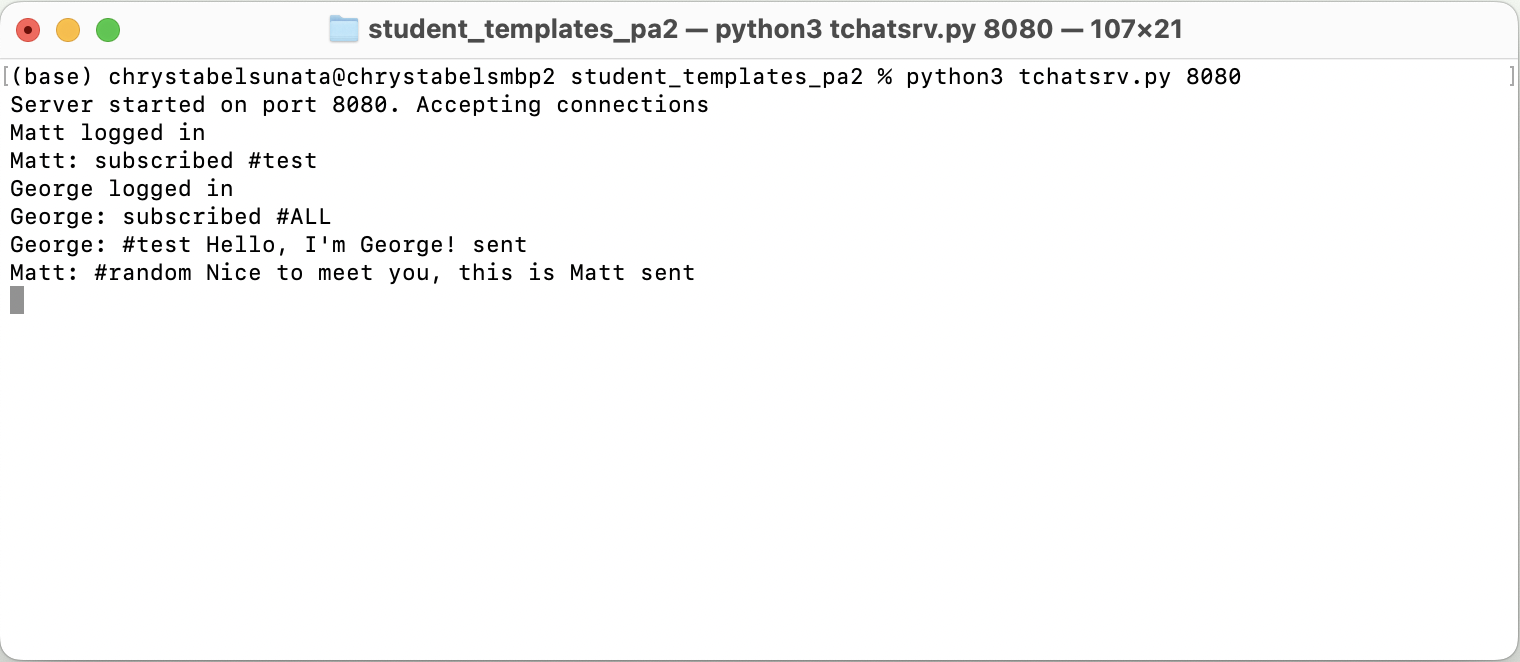 student_templates_pa2 — python3 tchatsrv.py 8080 — 107×21
[(base) chrystabelsunata@chrystabelsmbp2 student_templates_pa2 % python3 tchatsrv.py 8080 ]
Server started on port 8080. Accepting connections
Matt logged in
Matt: subscribed #test
George logged in
George: subscribed #ALL
George: #test Hello, I'm George! sent
Matt: #random Nice to meet you, this is Matt sent